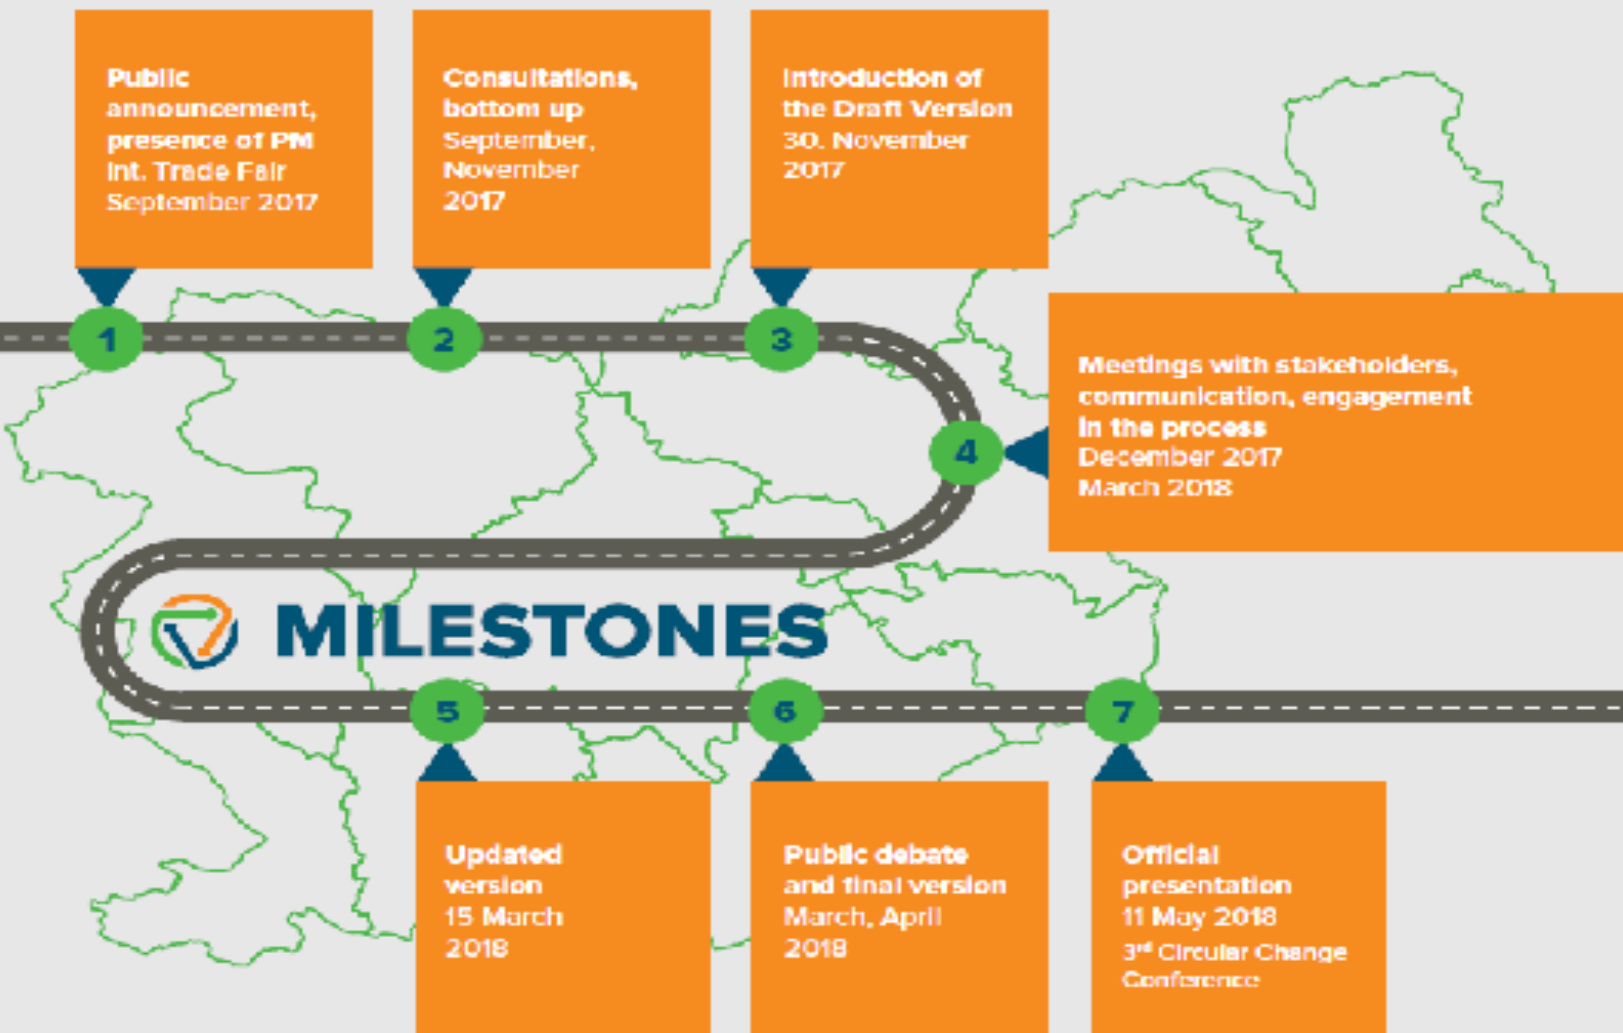 Public
announcement,
presence of PM
Int. Trade Fair
September 2017
Consultations,
bottom up
September,
November
2017
Introduction of
the Draft Version
30. November
2017
1
2
3
Meetings with stakeholders,
communication, engagement
in the process
December 2017
March 2018
4
MILESTONES
5
6
7
Updated
version
15 March
2018
Public debate
and final version
March, April
2018
Official
presentation
11 May 2018
3rd Circular Change
Conference